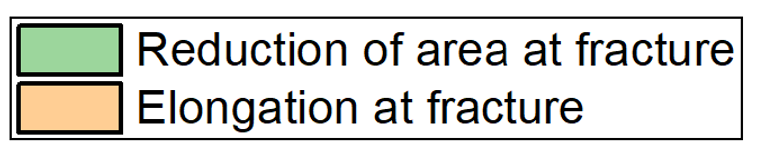 Reduction of area at fracture
Elongation at fracture